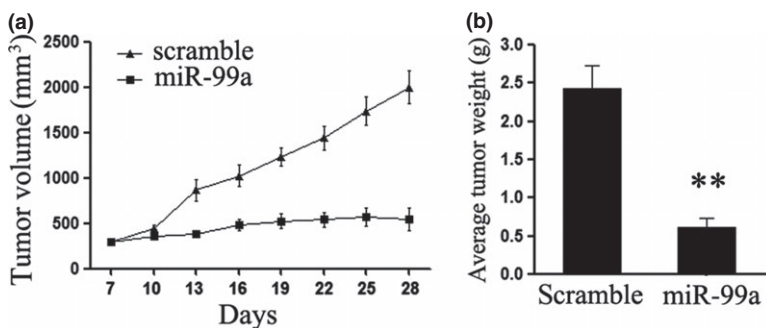 (a)
Tumor volume (mm³)
2500
2000
1500
1000
500
0
scramble
miR-99a
7 10 13 16 19 22 25 28
Days
(b)
Average tumor weight (g)
3.0
2.5
2.0
1.5
1.0
0.5
0.0
**
Scramble miR-99a